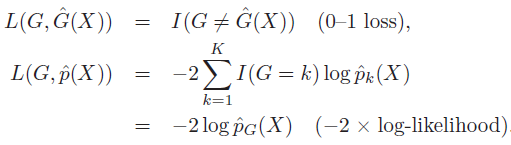 L(G, Ĝ(X)) = I(G ≠ Ĝ(X)) (0–1 loss),
L(G, p̂(X)) = −2 ∑_{k=1}^{K} I(G = k) log p̂_k(X)
= −2 log p̂_G(X) (−2 × log-likelihood).